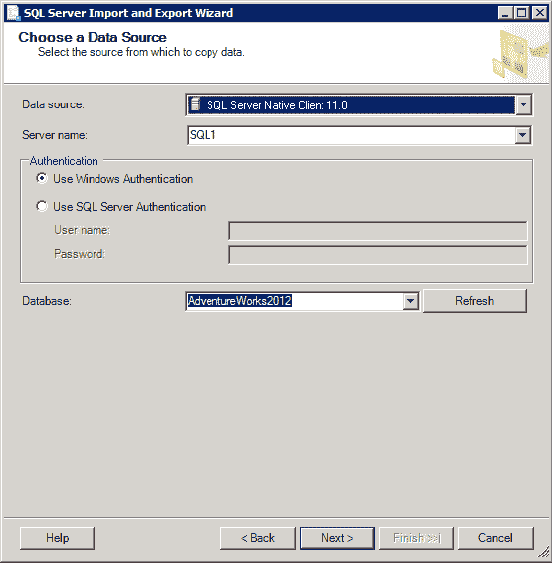 SQL Server Import and Export Wizard
Choose a Data Source
Select the source from which to copy data.
Data source:
SQL Server Native Clien: 11.0
Server name:
SQL1
Authentication
Use Windows Authentication
Use SQL Server Authentication
User name:
Password:
Database:
AdventureWorks2012
Refresh
Help
< Back
Next >
Finish >>|
Cancel